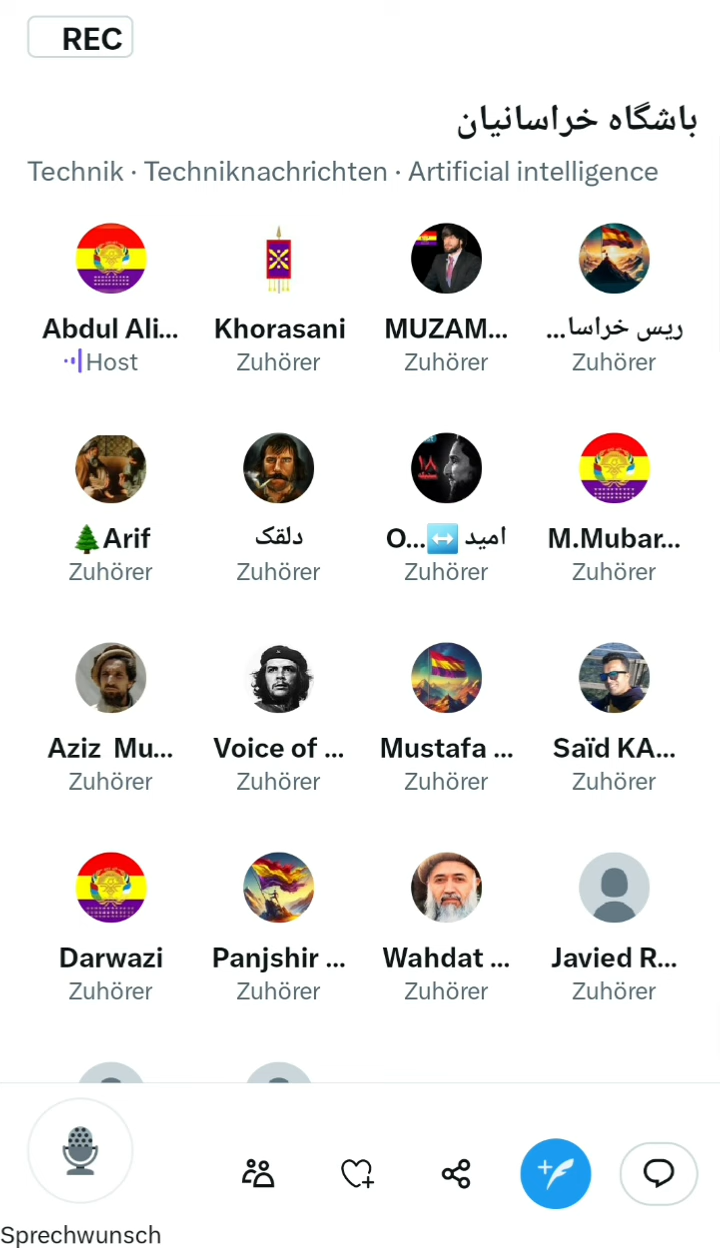 REC
باشگاه خراسانیان
Technik · Techniknachrichten · Artificial intelligence
Abdul Ali... Khorasani MUZAM... ریس خراسا...
Host Zuhörer Zuhörer Zuhörer
🌲Arif دلقک O...↔️ امید M.Mubar...
Zuhörer Zuhörer Zuhörer Zuhörer
Aziz Mu... Voice of ... Mustafa ... Saïd KA...
Zuhörer Zuhörer Zuhörer Zuhörer
Darwazi Panjshir ... Wahdat ... Javied R...
Zuhörer Zuhörer Zuhörer Zuhörer
Sprechwunsch